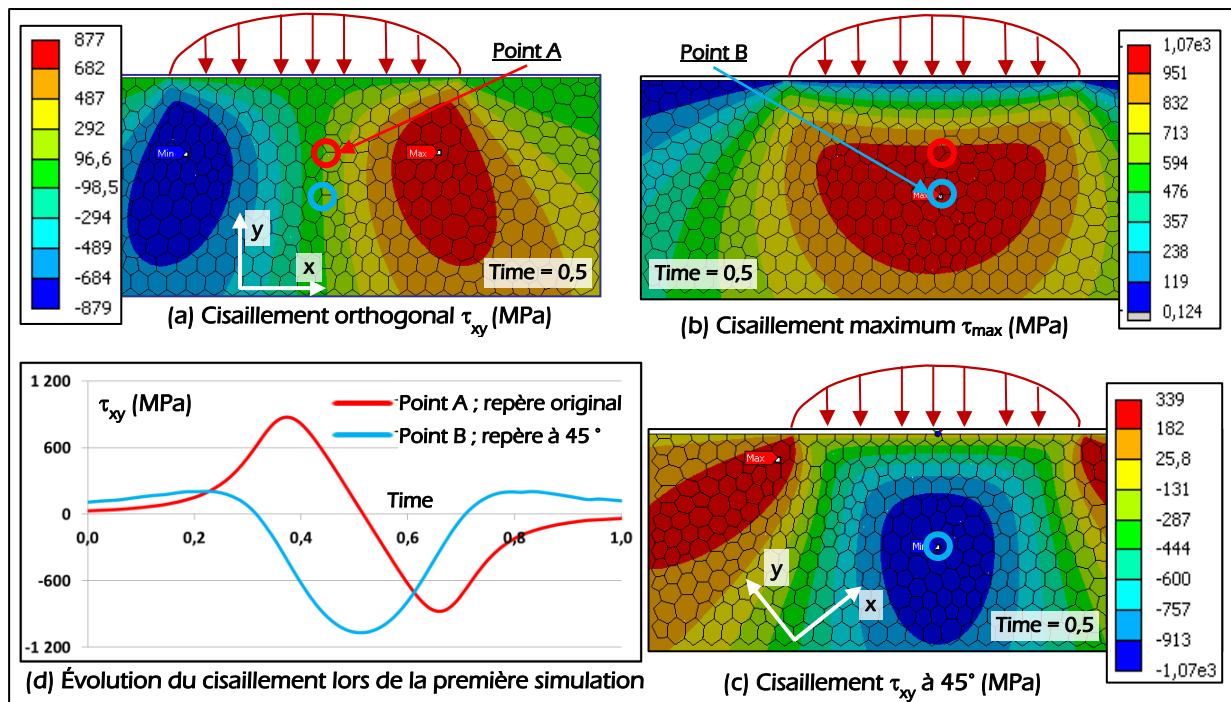 877
682
487
292
96,6
-98,5
-294
-489
-684
-879
Point A
Min
Max
y
x
Time = 0,5
(a) Cisaillement orthogonal τxy (MPa)
Point B
Max
Time = 0,5
1,07e3
951
832
713
594
476
357
238
119
0,124
(b) Cisaillement maximum τmax (MPa)
1 200
600
0
-600
-1 200
τxy (MPa)
Point A ; repère original
Point B ; repère à 45 °
Time
0,0
0,2
0,4
0,6
0,8
1,0
(d) Évolution du cisaillement lors de la première simulation
Max
Min
y
x
Time = 0,5
339
182
25,8
-131
-287
-444
-600
-757
-913
-1,07e3
(c) Cisaillement τxy à 45° (MPa)